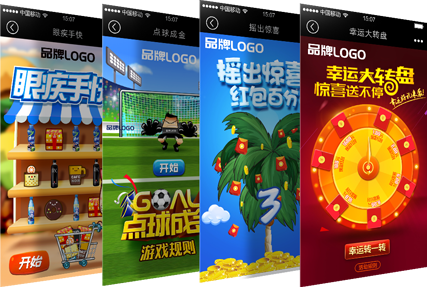 中国移动 15:07
眼疾手快
眼疾手快
开始
中国移动 15:07
点球成金
品牌LOGO
品牌LOGO
开始
GOAL
点球成金
游戏规则
中国移动 15:07
摇出惊喜
品牌LOGO
摇出惊喜
红包百分
3
中国移动 15:07
幸运大转盘
品牌LOGO
幸运大转盘
惊喜送不停
幸运转一转